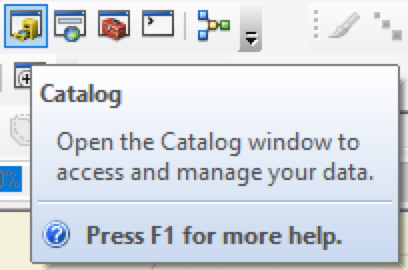 Catalog
Open the Catalog window to
access and manage your data.
Press F1 for more help.